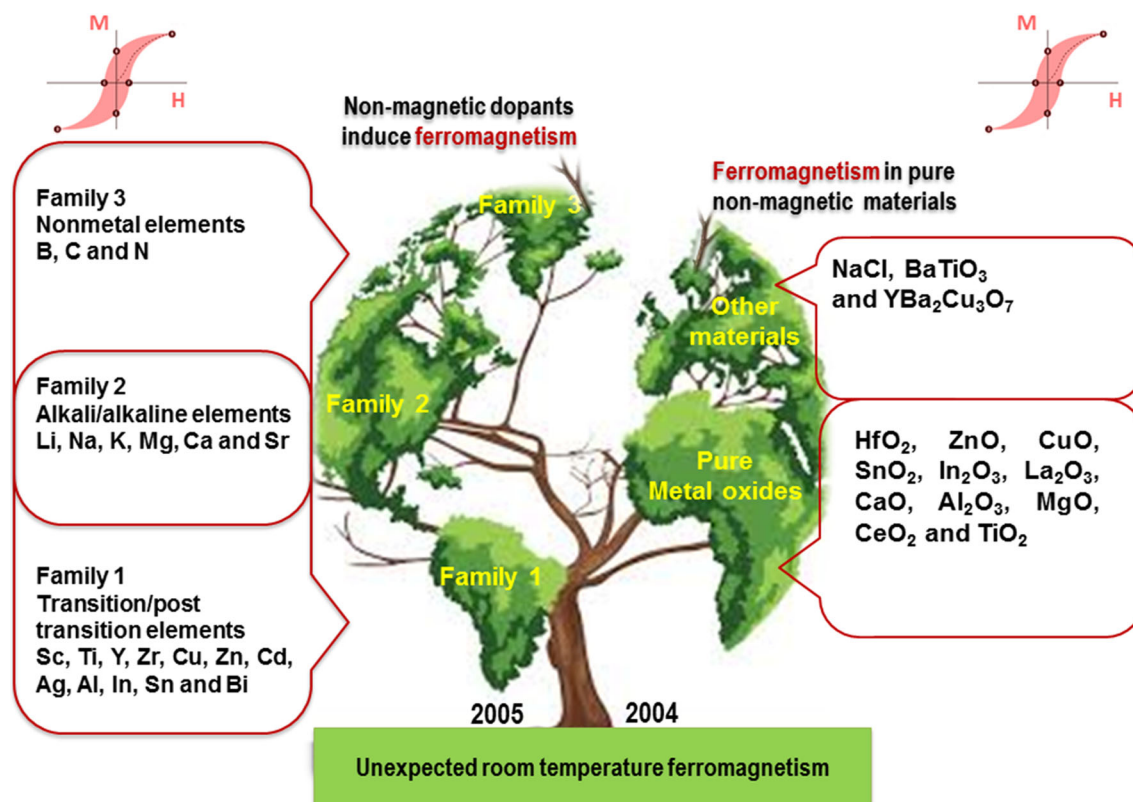 M
H
M
H
Non-magnetic dopants
induce ferromagnetism
Ferromagnetism in pure
non-magnetic materials
Family 3
Nonmetal elements
B, C and N
Family 2
Alkali/alkaline elements
Li, Na, K, Mg, Ca and Sr
Family 1
Transition/post
transition elements
Sc, Ti, Y, Zr, Cu, Zn, Cd,
Ag, Al, In, Sn and Bi
Family 3
Family 2
Family 1
Other
materials
Pure
Metal oxides
NaCl, BaTiO₃
and YBa₂Cu₃O₇
HfO₂, ZnO, CuO,
SnO₂, In₂O₃, La₂O₃,
CaO, Al₂O₃, MgO,
CeO₂ and TiO₂
2005
2004
Unexpected room temperature ferromagnetism